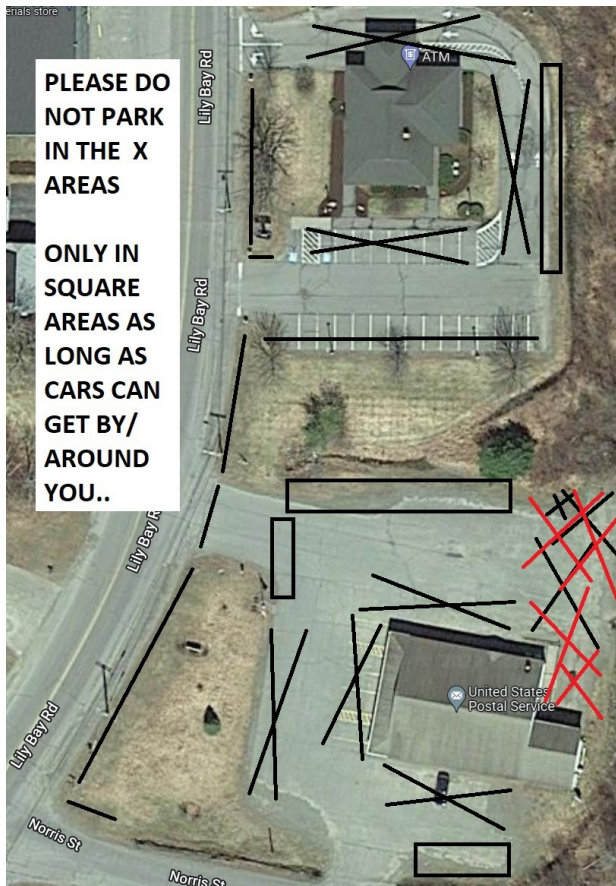 erials store
Lily Bay Rd
ATM
PLEASE DO
NOT PARK
IN THE X
AREAS
ONLY IN
SQUARE
AREAS AS
LONG AS
CARS CAN
GET BY/
AROUND
YOU..
Lily Bay Rd
Lily Bay R
United States
Postal Service
Lily Bay Rd
Norris St
Norris St